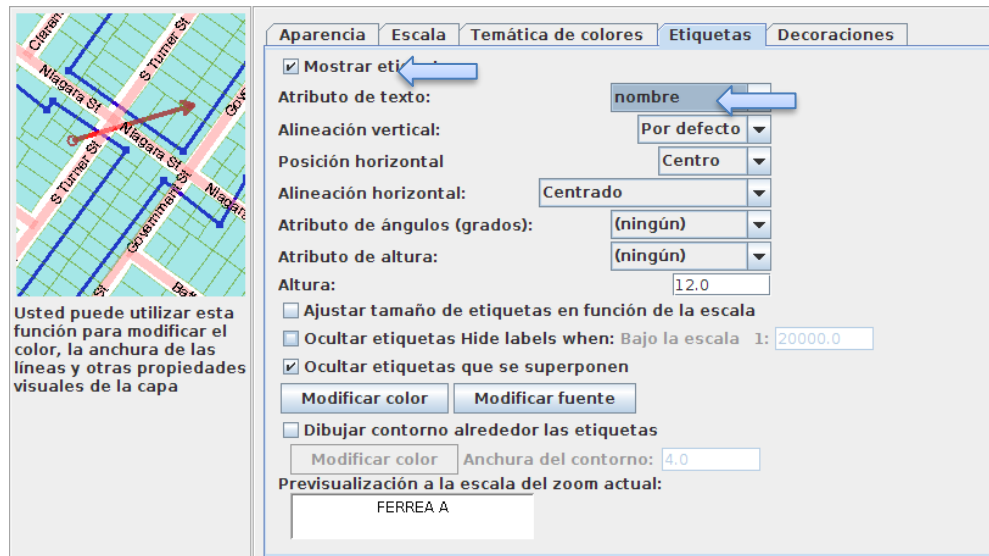 Claren
S Turner St
Niagara St
Gov
Niagara St
S Turner St
Niagara
Government St
St
Bat
Usted puede utilizar esta
función para modificar el
color, la anchura de las
líneas y otras propiedades
visuales de la capa
Aparencia Escala Temática de colores Etiquetas Decoraciones
Mostrar
Atributo de texto: nombre
Alineación vertical: Por defecto
Posición horizontal Centro
Alineación horizontal: Centrado
Atributo de ángulos (grados): (ningún)
Atributo de altura: (ningún)
Altura: 12.0
Ajustar tamaño de etiquetas en función de la escala
Ocultar etiquetas Hide labels when: Bajo la escala 1: 20000.0
Ocultar etiquetas que se superponen
Modificar color Modificar fuente
Dibujar contorno alrededor las etiquetas
Modificar color Anchura del contorno: 4.0
Previsualización a la escala del zoom actual:
FERREA A